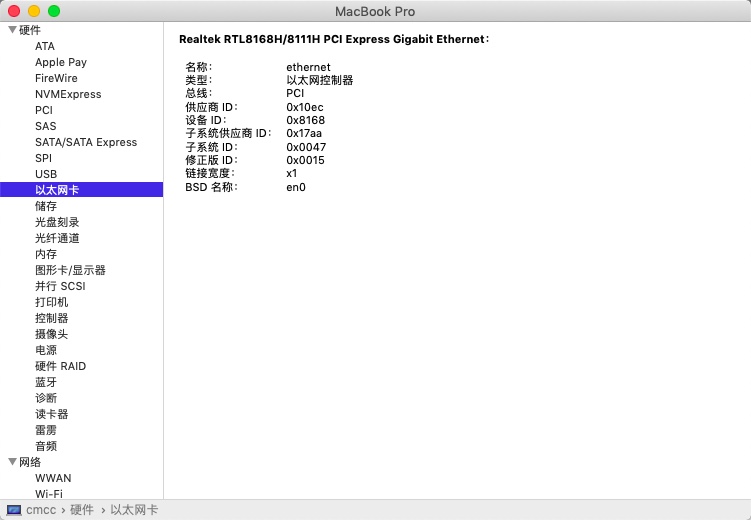 MacBook Pro
硬件
ATA
Apple Pay
FireWire
NVMExpress
PCI
SAS
SATA/SATA Express
SPI
USB
以太网卡
储存
光盘刻录
光纤通道
内存
图形卡/显示器
并行 SCSI
打印机
控制器
摄像头
电源
硬件 RAID
蓝牙
诊断
读卡器
雷雳
音频
网络
WWAN
Wi-Fi
Realtek RTL8168H/8111H PCI Express Gigabit Ethernet：
名称： ethernet
类型： 以太网控制器
总线： PCI
供应商 ID： 0x10ec
设备 ID： 0x8168
子系统供应商 ID： 0x17aa
子系统 ID： 0x0047
修正版 ID： 0x0015
链接宽度： x1
BSD 名称： en0
cmcc › 硬件 › 以太网卡